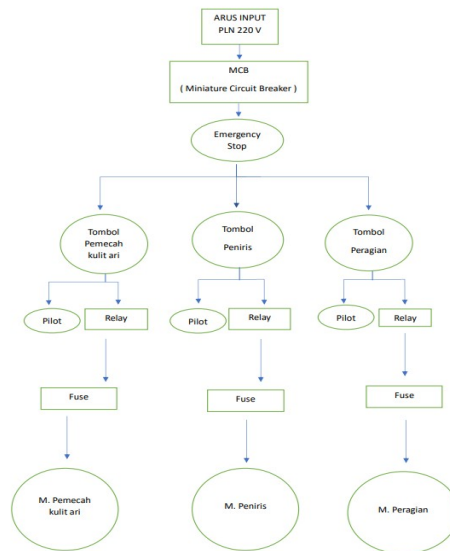 ARUS INPUT
PLN 220 V
MCB
( Miniature Circuit Breaker )
Emergency
Stop
Tombol
Pemecah
kulit ari
Tombol
Peniris
Tombol
Peragian
Pilot
Relay
Pilot
Relay
Pilot
Relay
Fuse
Fuse
Fuse
M. Pemecah
kulit ari
M. Peniris
M. Peragian